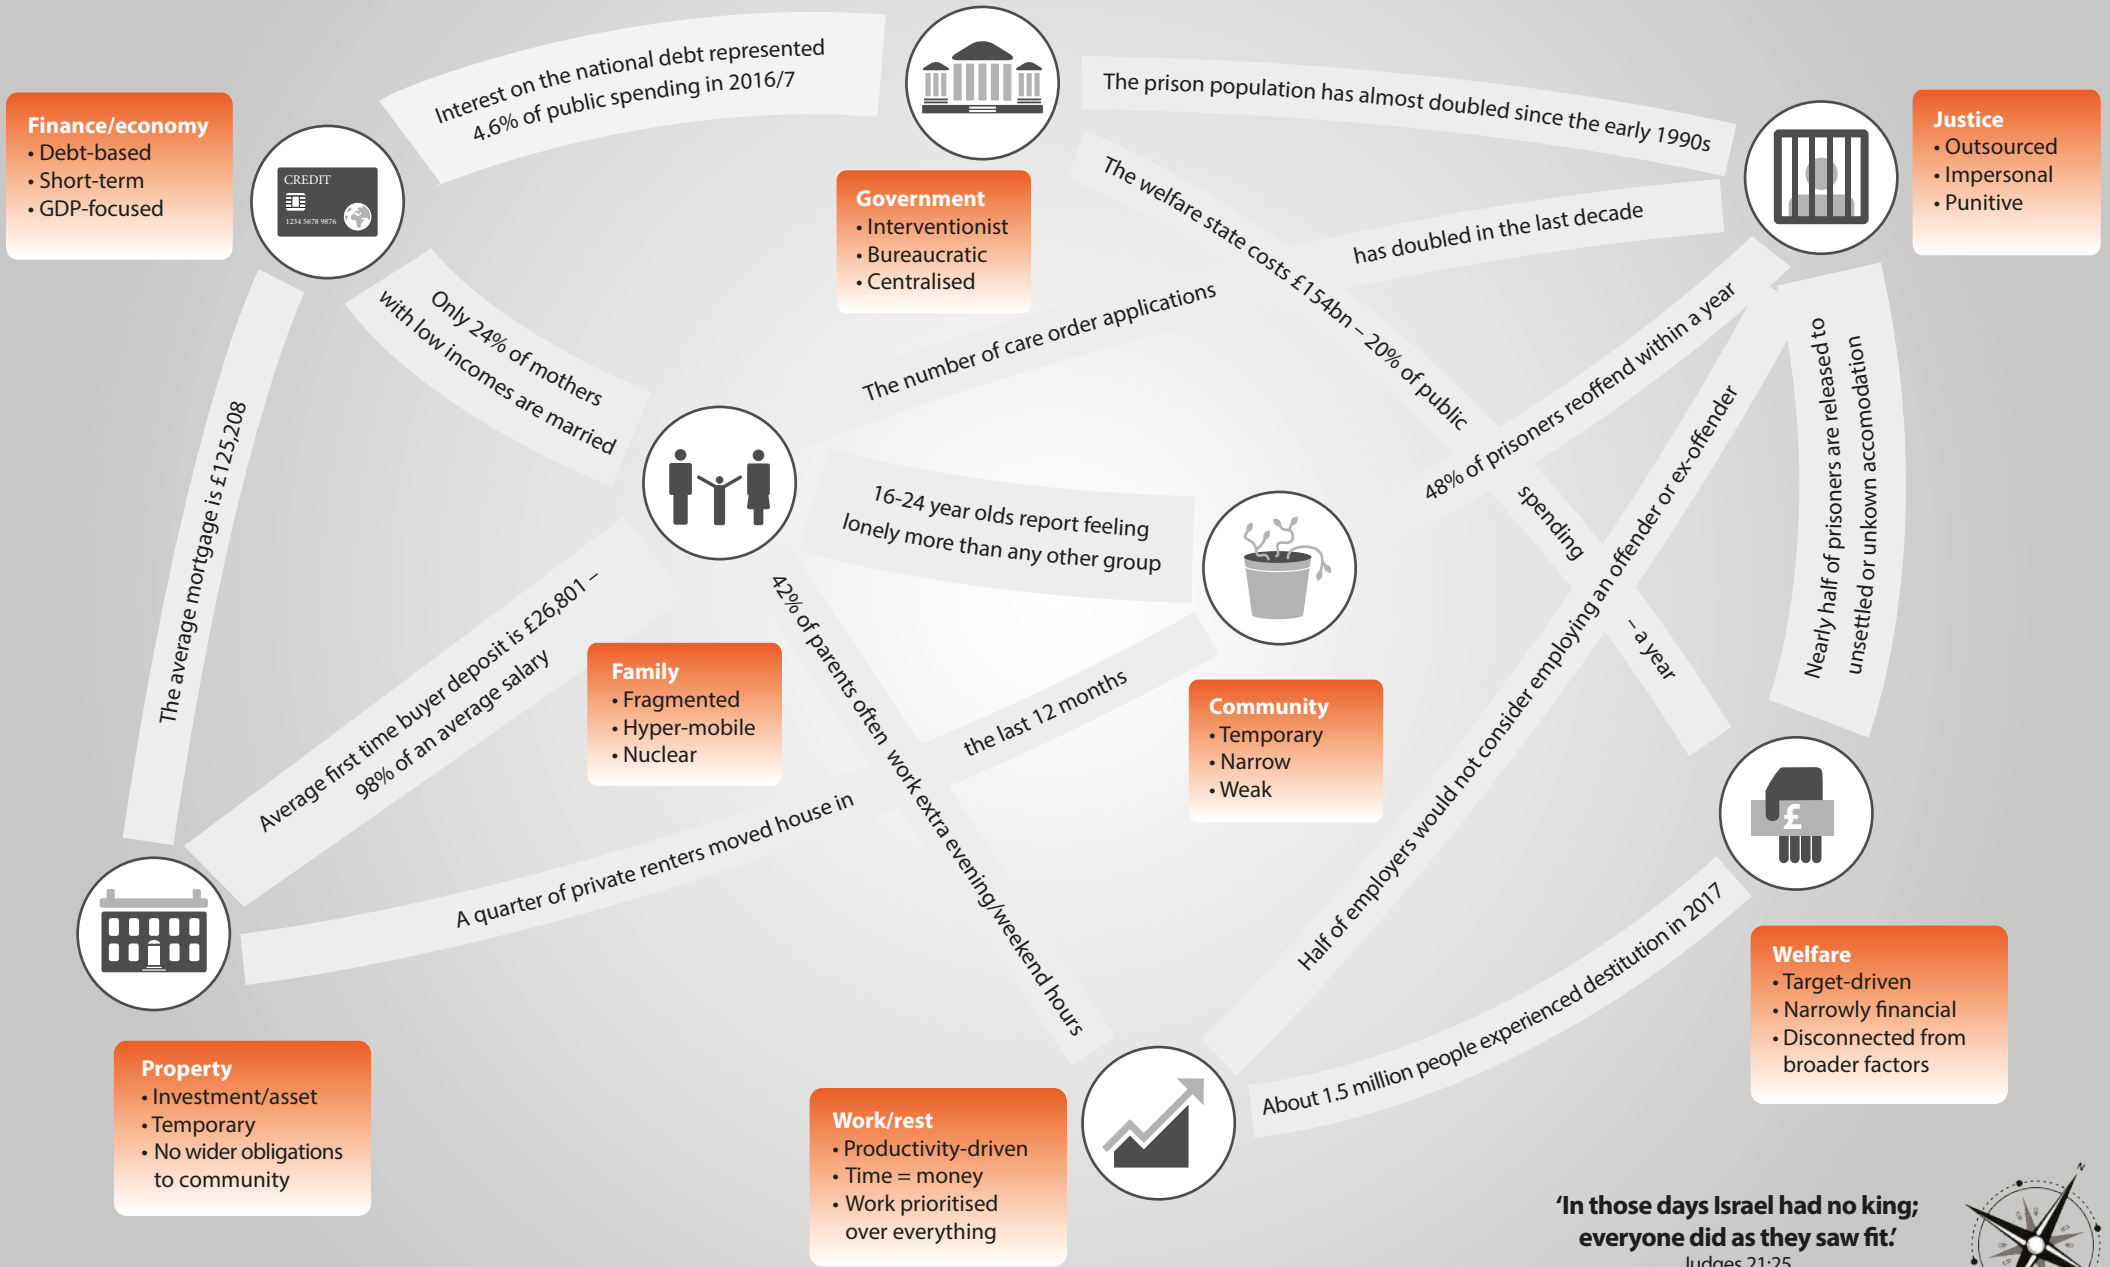 Interest on the national debt represented
4.6% of public spending in 2016/7
The prison population has almost doubled since the early 1990s
Finance/economy
• Debt-based
• Short-term
• GDP-focused
CREDIT
1234 5678 9876
Government
• Interventionist
• Bureaucratic
• Centralised
Justice
• Outsourced
• Impersonal
• Punitive
The welfare state costs £154bn – 20% of public spending – a year
The number of care order applications has doubled in the last decade
Only 24% of mothers
with low incomes are married
48% of prisoners reoffend within a year
Half of employers would not consider employing an offender or ex-offender
Nearly half of prisoners are released to
unsettled or unkown accomodation
The average mortgage is £125,208
16-24 year olds report feeling
lonely more than any other group
Average first time buyer deposit is £26,801 –
98% of an average salary
42% of parents often work extra evening/weekend hours
A quarter of private renters moved house in the last 12 months
Family
• Fragmented
• Hyper-mobile
• Nuclear
Community
• Temporary
• Narrow
• Weak
£
About 1.5 million people experienced destitution in 2017
Welfare
• Target-driven
• Narrowly financial
• Disconnected from
broader factors
Property
• Investment/asset
• Temporary
• No wider obligations
to community
Work/rest
• Productivity-driven
• Time = money
• Work prioritised
over everything
‘In those days Israel had no king;
everyone did as they saw fit.’
Judges 21:25
N